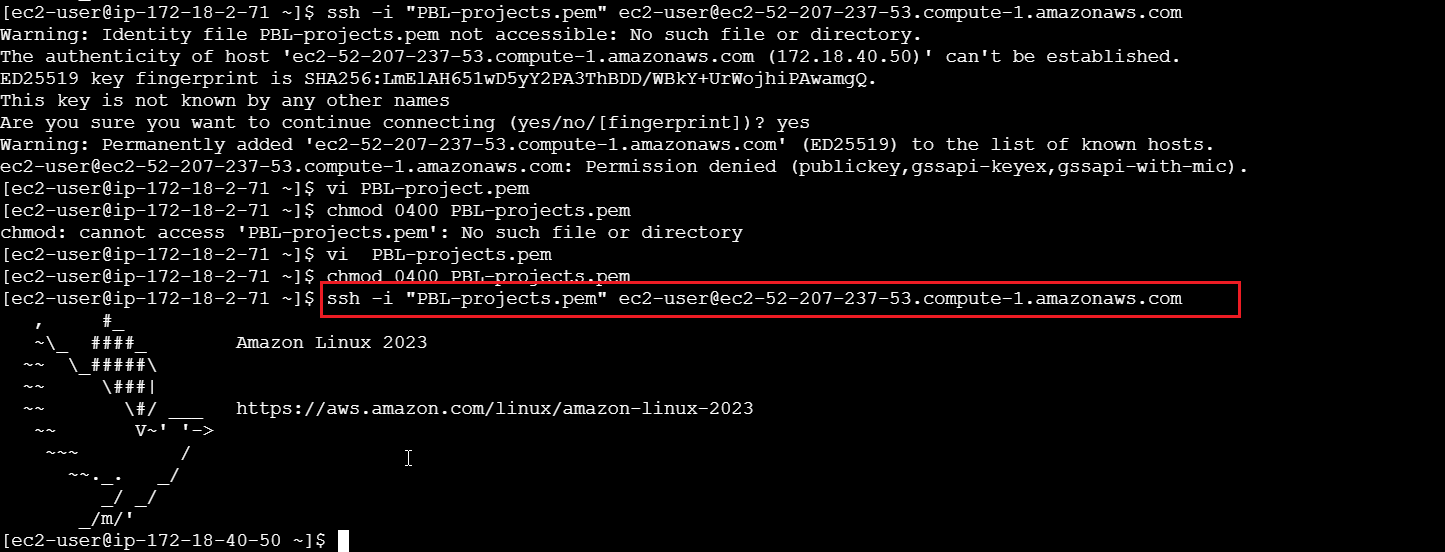 [ec2-user@ip-172-18-2-71 ~]$ ssh -i "PBL-projects.pem" ec2-user@ec2-52-207-237-53.compute-1.amazonaws.com
Warning: Identity file PBL-projects.pem not accessible: No such file or directory.
The authenticity of host 'ec2-52-207-237-53.compute-1.amazonaws.com (172.18.40.50)' can't be established.
ED25519 key fingerprint is SHA256:LmElAH651wD5yy2PA3ThBDD/WBkY+UrWojhiPAwamgQ.
This key is not known by any other names
Are you sure you want to continue connecting (yes/no/[fingerprint])? yes
Warning: Permanently added 'ec2-52-207-237-53.compute-1.amazonaws.com' (ED25519) to the list of known hosts.
ec2-user@ec2-52-207-237-53.compute-1.amazonaws.com: Permission denied (publickey,gssapi-keyex,gssapi-with-mic).
[ec2-user@ip-172-18-2-71 ~]$ vi PBL-project.pem
[ec2-user@ip-172-18-2-71 ~]$ chmod 0400 PBL-projects.pem
chmod: cannot access 'PBL-projects.pem': No such file or directory
[ec2-user@ip-172-18-2-71 ~]$ vi  PBL-projects.pem
[ec2-user@ip-172-18-2-71 ~]$ chmod 0400 PBL-projects.pem
[ec2-user@ip-172-18-2-71 ~]$ ssh -i "PBL-projects.pem" ec2-user@ec2-52-207-237-53.compute-1.amazonaws.com
   ,     #_
   ~\_  ####_        Amazon Linux 2023
  ~~  \_#####\
  ~~     \###|
  ~~       \#/ ___   https://aws.amazon.com/linux/amazon-linux-2023
   ~~       V~' '->
    ~~~         /
      ~~._.   _/
         _/ _/
       _/m/'
[ec2-user@ip-172-18-40-50 ~]$